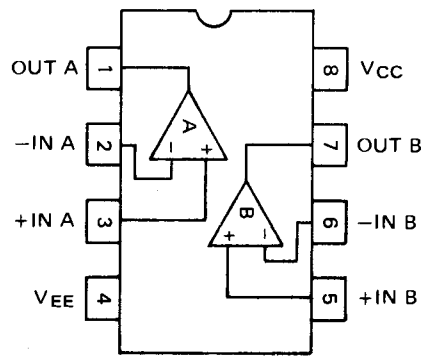 OUT A 1 8 VCC
-IN A 2 A - + 7 OUT B
+IN A 3 B + - 6 -IN B
VEE 4 5 +IN B